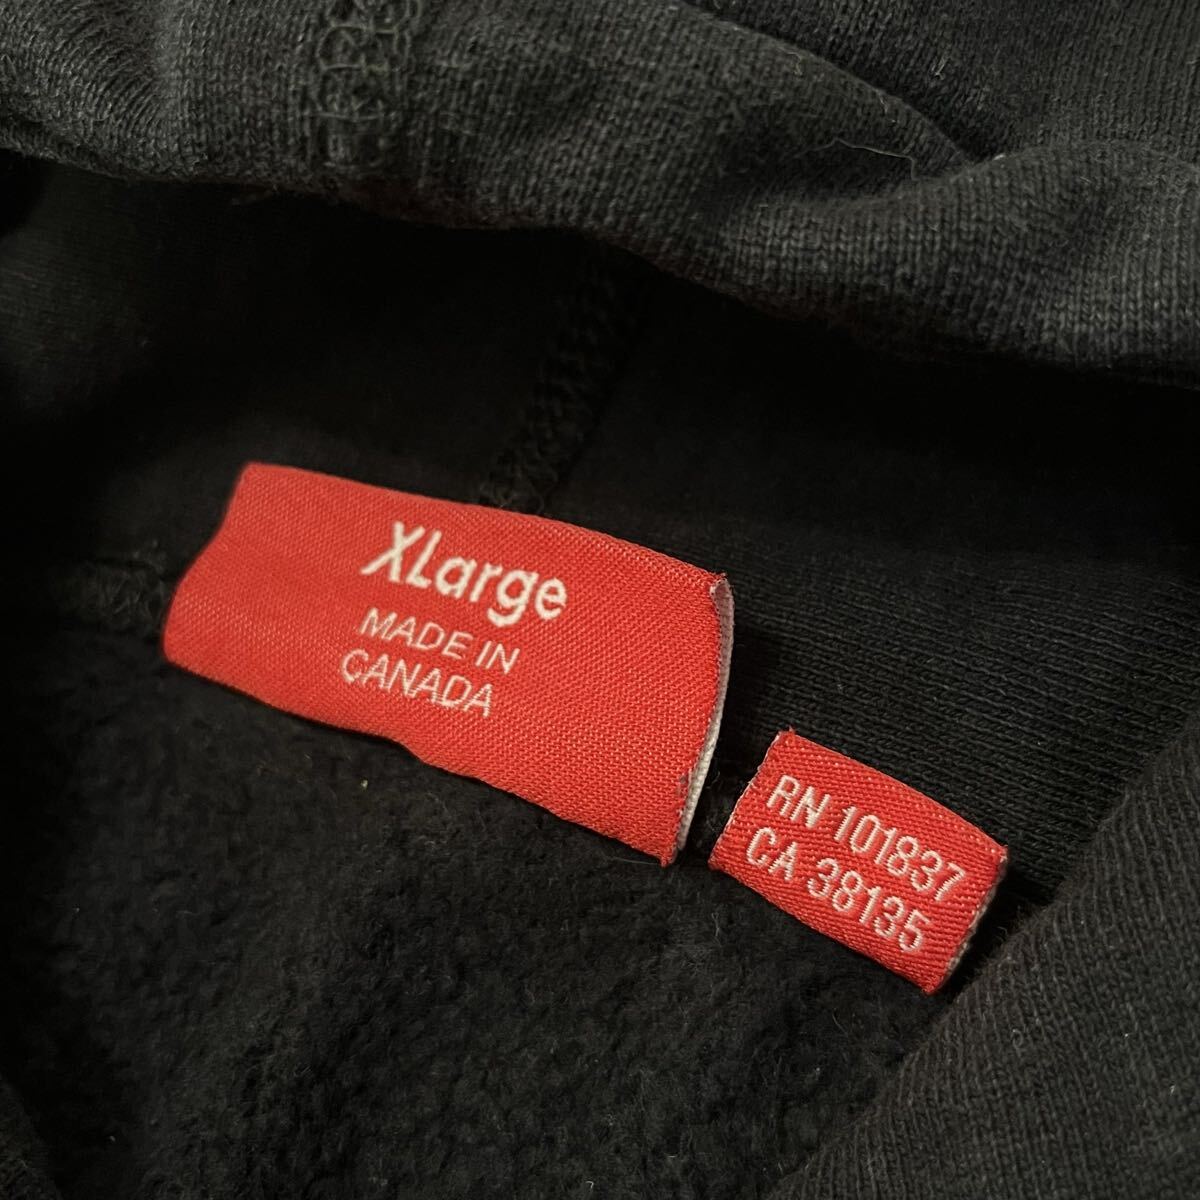 XLarge
MADE IN
CANADA
RN 101837
CA 38135